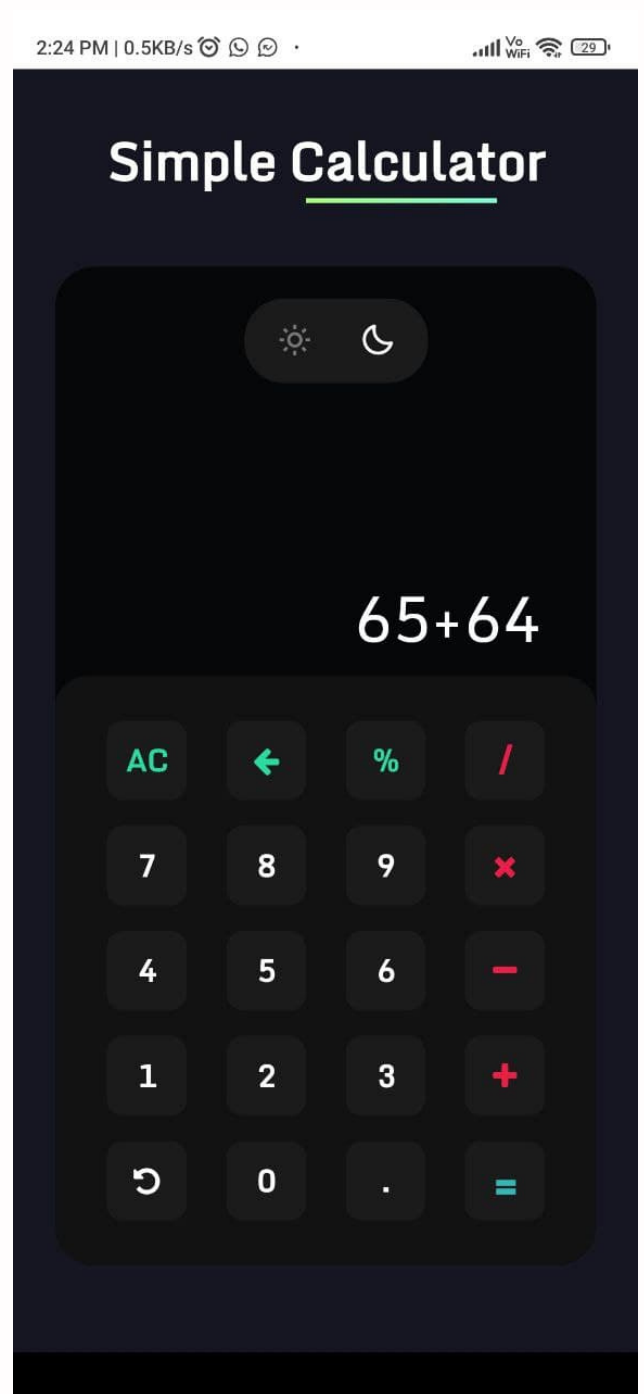 2:24 PM | 0.5KB/s Vo WiFi 29
Simple Calculator
65+64
AC % /
7 8 9 ×
4 5 6 −
1 2 3 +
0 . =